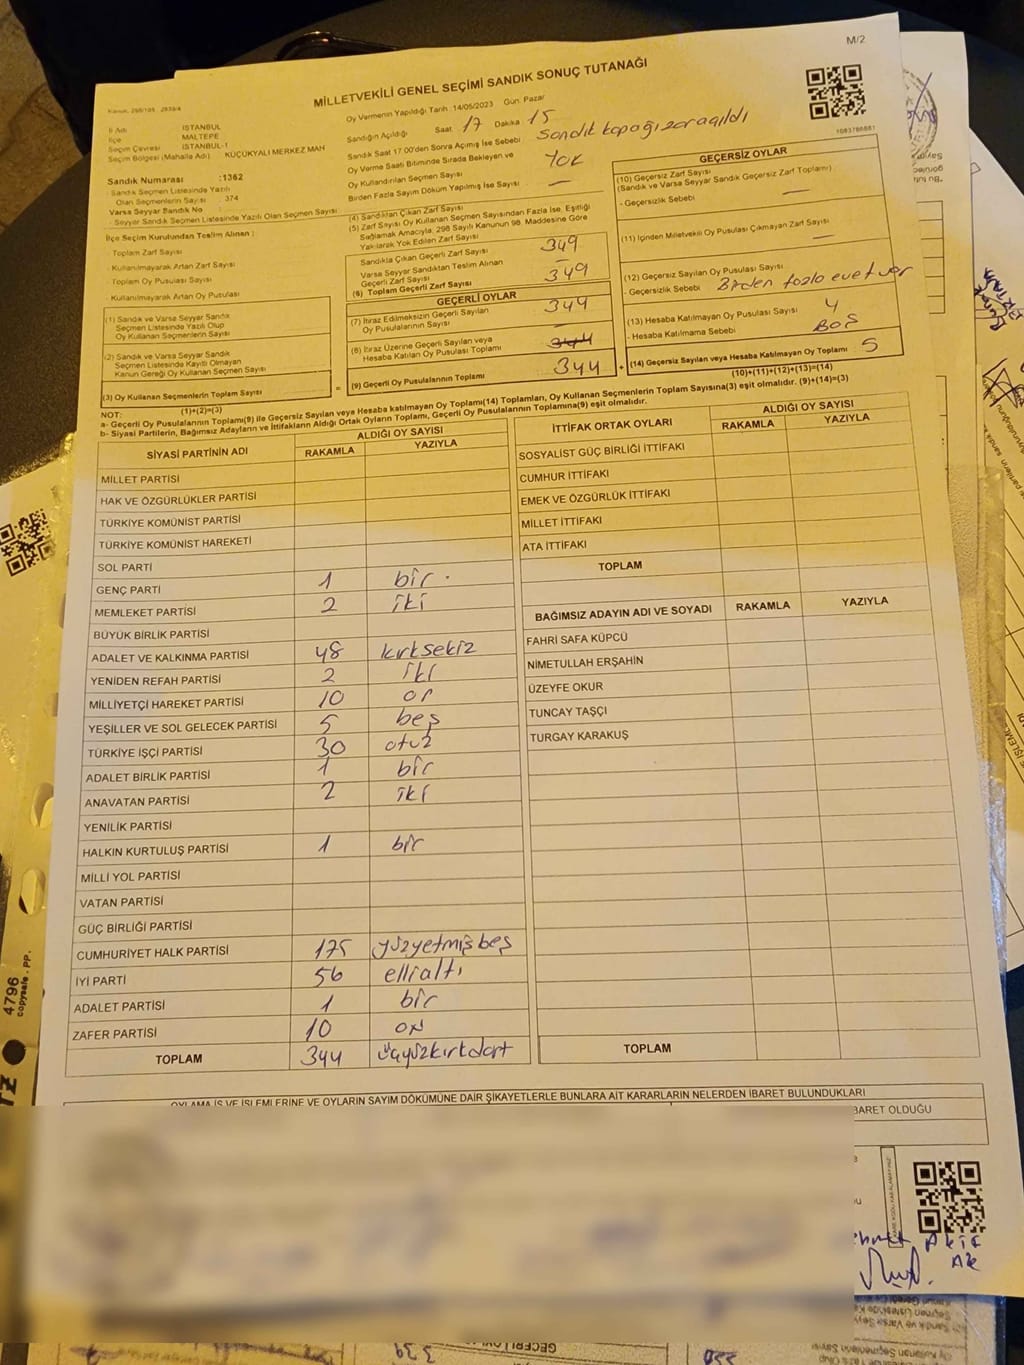 M/2
MİLLETVEKİLİ GENEL SEÇİMİ SANDIK SONUÇ TUTANAĞI
İl Adı İSTANBUL
İlçe MALTEPE
Seçim Çevresi İSTANBUL-1
Seçim Bölgesi (Mahalle Adı) KÜÇÜKYALI MERKEZ MAH
Sandık Numarası :1362
Sandık Seçmen Listesinde Yazılı
Olan Seçmenlerin Sayısı 374
Varsa Seyyar Sandık No
Seyyar Sandık Seçmen Listesinde Yazılı Olan Seçmen Sayısı
İlçe Seçim Kurulundan Teslim Alınan :
Toplam Zarf Sayısı
Kullanılmayarak Artan Zarf Sayısı
Toplam Oy Pusulası Sayısı
Kullanılmayarak Artan Oy Pusulası
(1) Sandık ve Varsa Seyyar Sandık
Seçmen Listesinde Yazılı Olup
Oy Kullanan Seçmenlerin Sayısı
(2) Sandık ve Varsa Seyyar Sandık
Seçmen Listesinde Kayıtlı Olmayan
Kanun Gereği Oy Kullanan Seçmen Sayısı
(3) Oy Kullanan Seçmenlerin Toplam Sayısı =
(1)+(2)=(3)
Oy Vermenin Yapıldığı Tarih 14/05/2023 Gün Pazar
Sandığın Açıldığı Saat 17 Dakika 15
Sandık Saat 17:00'den Sonra Açılmış İse Sebebi Sandık kapağı zor açıldı
Oy Verme Saati Bitiminde Sırada Bekleyen ve
Oy Kullandırılan Seçmen Sayısı Yok
Birden Fazla Sayım Döküm Yapılmış İse Sayısı —
(4) Sandıktan Çıkan Zarf Sayısı
(5) Zarf Sayısı Oy Kullanan Seçmen Sayısından Fazla İse, Eşitliği
Sağlamak Amacıyla, 298 Sayılı Kanunun 98. Maddesine Göre
Yakılarak Yok Edilen Zarf Sayısı
Sandıkla Çıkan Geçerli Zarf Sayısı 349
Varsa Seyyar Sandıktan Teslim Alınan
Geçerli Zarf Sayısı —
(6) Toplam Geçerli Zarf Sayısı 349
GEÇERLİ OYLAR
(7) İtiraz Edilmeksizin Geçerli Sayılan
Oy Pusulalarının Sayısı 344
(8) İtiraz Üzerine Geçerli Sayılan veya
Hesaba Katılan Oy Pusulası Toplamı 344
(9) Geçerli Oy Pusulalarının Toplamı 344 +
1083786881
GEÇERSİZ OYLAR
(10) Geçersiz Zarf Sayısı
(Sandık ve Varsa Seyyar Sandık Geçersiz Zarf Toplamı)
- Geçersizlik Sebebi —
(11) İçinden Milletvekili Oy Pusulası Çıkmayan Zarf Sayısı
—
(12) Geçersiz Sayılan Oy Pusulası Sayısı
- Geçersizlik Sebebi Birden fazla evet var
(13) Hesaba Katılmayan Oy Pusulası Sayısı 4
- Hesaba Katılmama Sebebi BOŞ
(14) Geçersiz Sayılan veya Hesaba Katılmayan Oy Toplamı 5
(10)+(11)+(12)+(13)=(14)
NOT:
a- Geçerli Oy Pusulalarının Toplamı(9) ile Geçersiz Sayılan veya Hesaba katılmayan Oy Toplamı(14) Toplamları, Oy Kullanan Seçmenlerin Toplam Sayısına(3) eşit olmalıdır. (9)+(14)=(3)
b- Siyasi Partilerin, Bağımsız Adayların ve İttifakların Aldığı Ortak Oyların Toplamı, Geçerli Oy Pusulalarının Toplamına(9) eşit olmalıdır.
SİYASİ PARTİNİN ADI ALDIĞI OY SAYISI
RAKAMLA YAZIYLA
MİLLET PARTİSİ
HAK VE ÖZGÜRLÜKLER PARTİSİ
TÜRKİYE KOMÜNİST PARTİSİ
TÜRKİYE KOMÜNİST HAREKETİ
SOL PARTİ
GENÇ PARTİ 1 bir.
MEMLEKET PARTİSİ 2 iki
BÜYÜK BİRLİK PARTİSİ
ADALET VE KALKINMA PARTİSİ 48 kırksekiz
YENİDEN REFAH PARTİSİ 2 iki
MİLLİYETÇİ HAREKET PARTİSİ 10 on
YEŞİLLER VE SOL GELECEK PARTİSİ 5 beş
TÜRKİYE İŞÇİ PARTİSİ 30 otuz
ADALET BİRLİK PARTİSİ 1 bir
ANAVATAN PARTİSİ 2 iki
YENİLİK PARTİSİ
HALKIN KURTULUŞ PARTİSİ 1 bir
MİLLİ YOL PARTİSİ
VATAN PARTİSİ
GÜÇ BİRLİĞİ PARTİSİ
CUMHURİYET HALK PARTİSİ 175 yüzyetmişbeş
İYİ PARTİ 56 ellialtı
ADALET PARTİSİ 1 bir
ZAFER PARTİSİ 10 on
TOPLAM 344 üçyüzkırkdört
İTTİFAK ORTAK OYLARI ALDIĞI OY SAYISI
RAKAMLA YAZIYLA
SOSYALİST GÜÇ BİRLİĞİ İTTİFAKI
CUMHUR İTTİFAKI
EMEK VE ÖZGÜRLÜK İTTİFAKI
MİLLET İTTİFAKI
ATA İTTİFAKI
TOPLAM
BAĞIMSIZ ADAYIN ADI VE SOYADI RAKAMLA YAZIYLA
FAHRİ SAFA KÜPCÜ
NİMETULLAH ERŞAHİN
ÜZEYFE OKUR
TUNCAY TAŞÇI
TURGAY KARAKUŞ
TOPLAM
OYLAMA İŞ VE İŞLEMLERİNE VE OYLARIN SAYIM DÖKÜMÜNE DAİR ŞİKAYETLERLE BUNLARA AİT KARARLARIN NELERDEN İBARET BULUNDUKLARI
BARET OLDUĞU
4796
copysafe - PP.